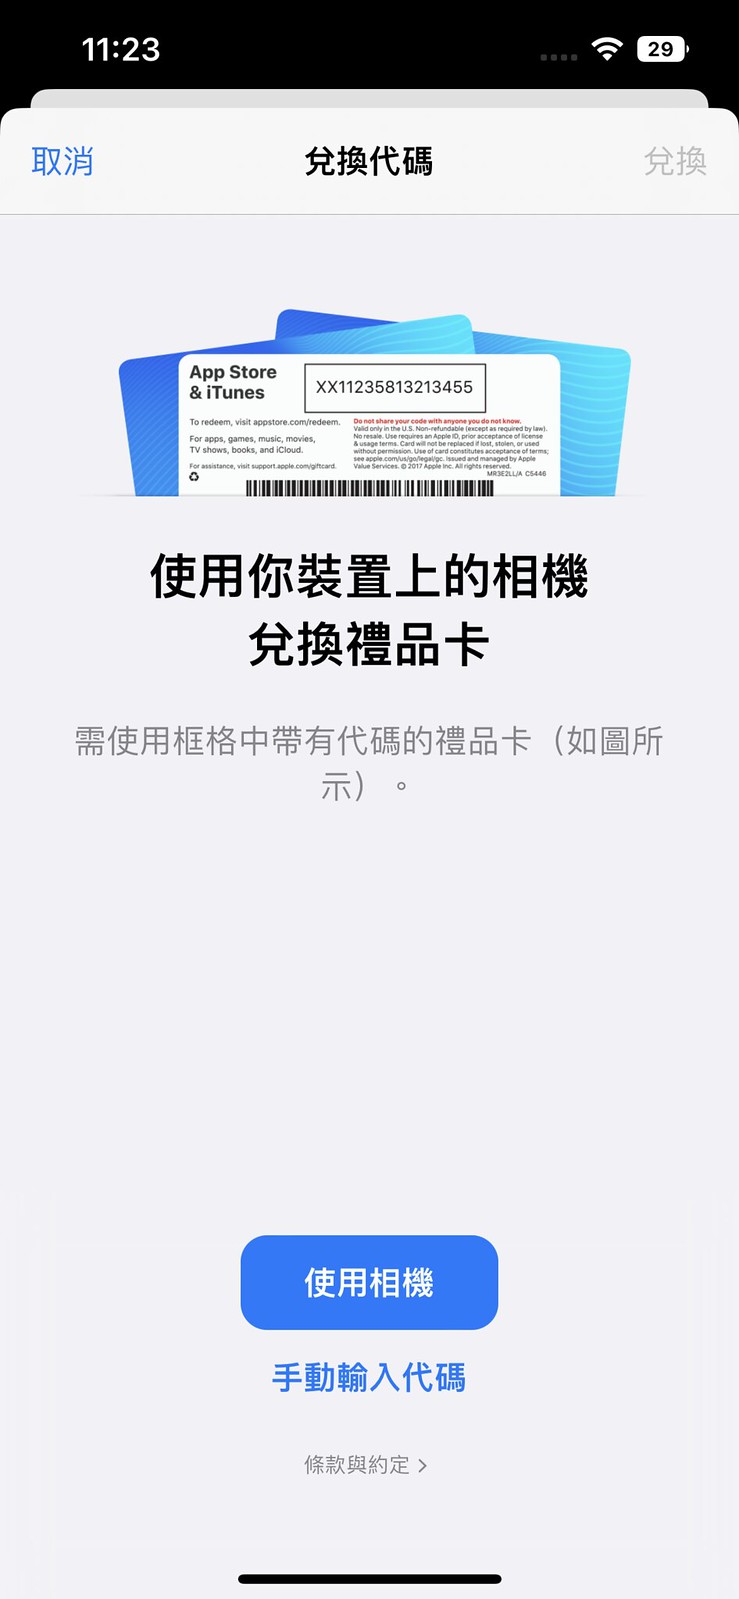 11:23
29
取消
兌換代碼
兌換
App Store
& iTunes
XX11235813213455
To redeem, visit appstore.com/redeem.
For apps, games, music, movies,
TV shows, books, and iCloud.
For assistance, visit support.apple.com/giftcard.
Do not share your code with anyone you do not know.
Valid only in the U.S. Non-refundable (except as required by law).
No resale. Use requires an Apple ID, prior acceptance of license
& usage terms. Card will not be replaced if lost, stolen, or used
without permission. Use of card constitutes acceptance of terms;
see apple.com/us/go/legal/gc. Issued and managed by Apple
Value Services. © 2017 Apple Inc. All rights reserved.
MR3E2LL/A C5446
使用你裝置上的相機
兌換禮品卡
需使用框格中帶有代碼的禮品卡（如圖所
示）。
使用相機
手動輸入代碼
條款與約定 >